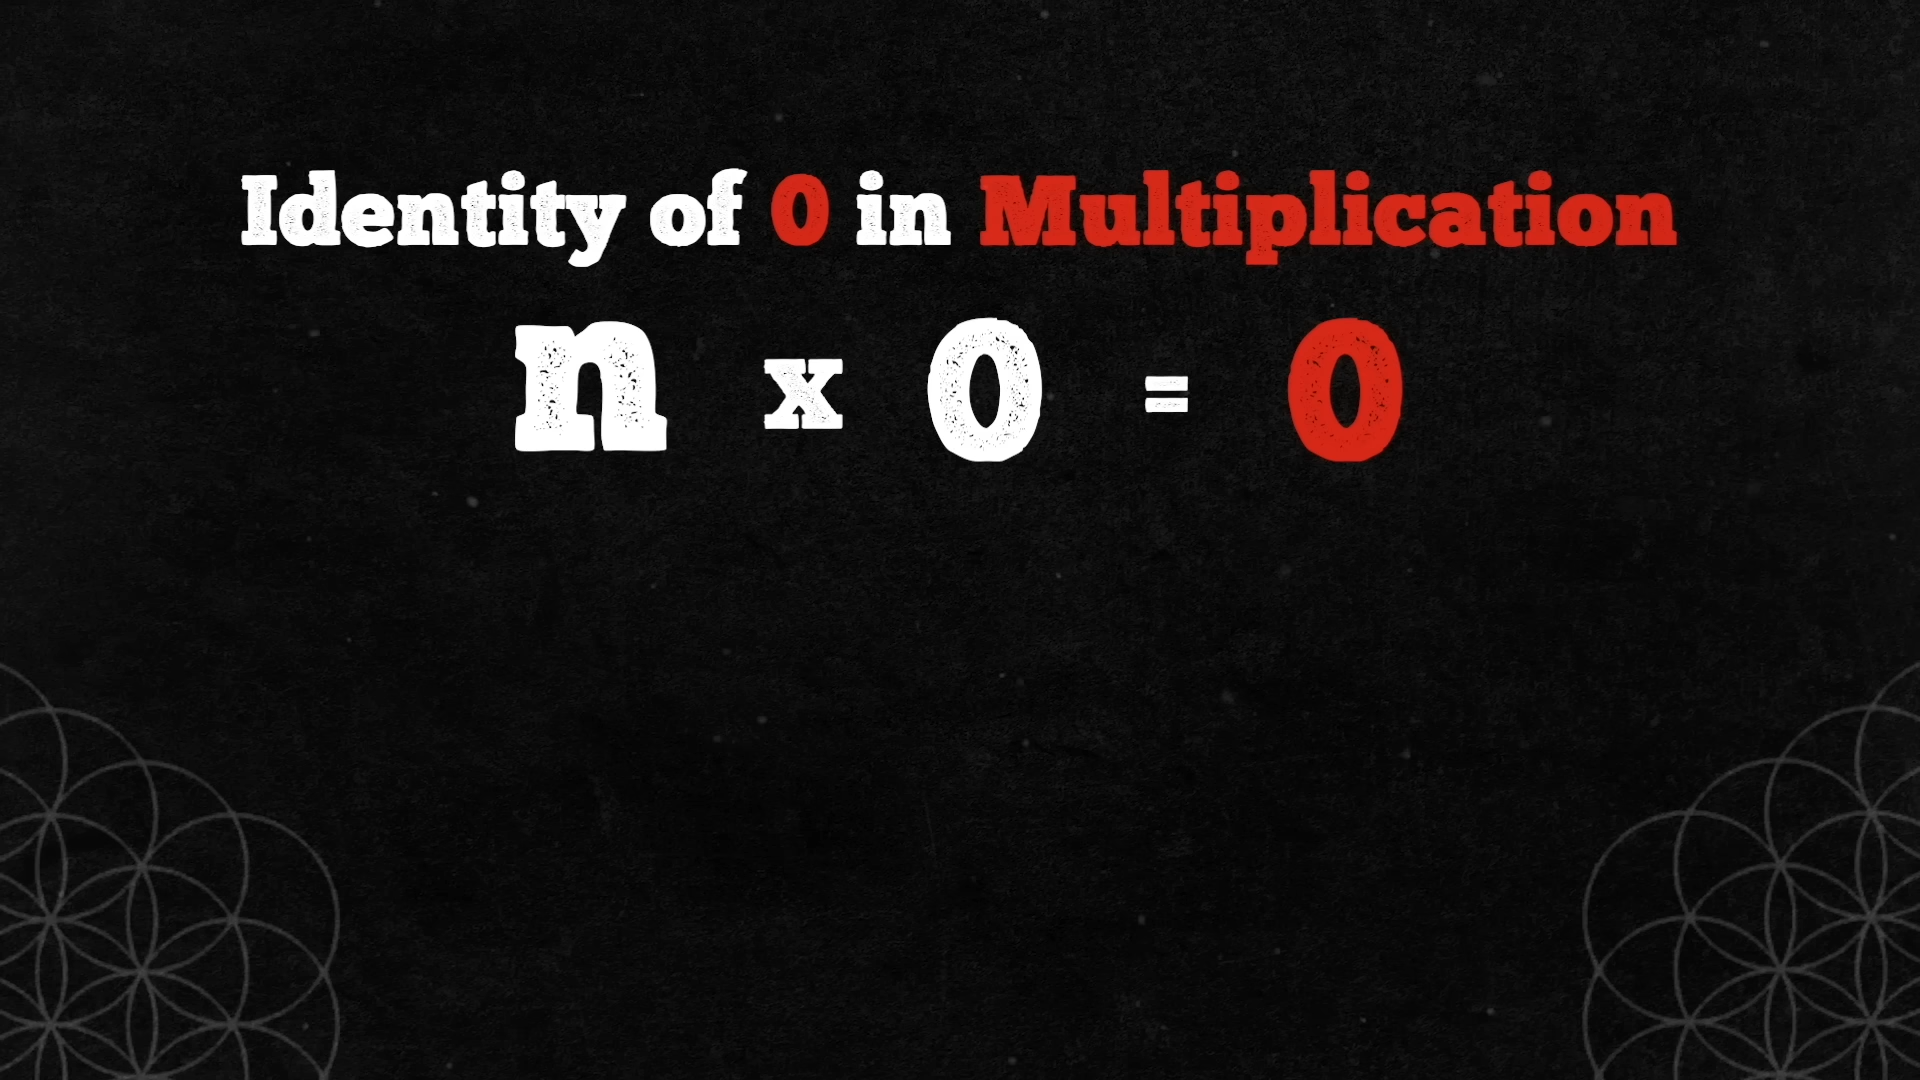 Identity of 0 in Multiplication
n x 0 = 0